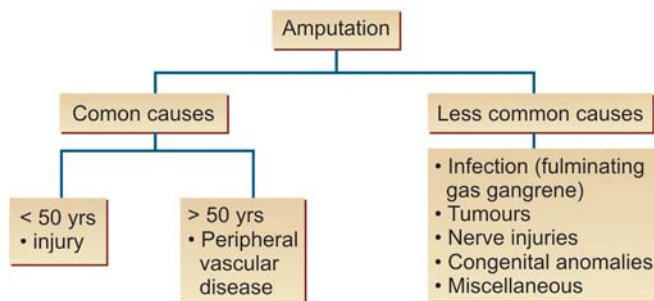 Amputation
Comon causes
Less common causes
< 50 yrs
• injury
> 50 yrs
• Peripheral
vascular
disease
• Infection (fulminating
gas gangrene)
• Tumours
• Nerve injuries
• Congenital anomalies
• Miscellaneous